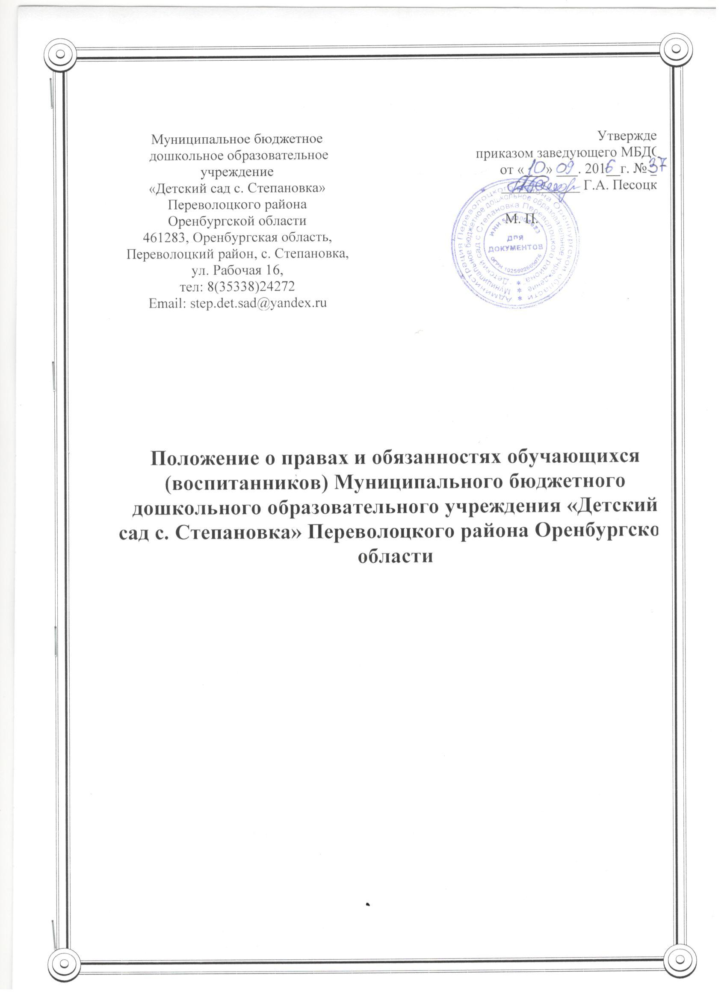 Муниципальное бюджетное
дошкольное образовательное
учреждение
«Детский сад с. Степановка»
Переволоцкого района
Оренбургской области
461283, Оренбургская область,
Переволоцкий район, с. Степановка,
ул. Рабочая 16,
тел: 8(35338)24272
Email: step.det.sad@yandex.ru
Утвержде
приказом заведующего МБДО
от «10» 09. 2016 г. № 37
Г.А. Песоцк
М. П.
Администрация Переволоцкого района Оренбургской области
Муниципальное бюджетное дошкольное образовательное учреждение
Детский сад с Степановка Переволоцкого района
ИНН
ДЛЯ
ДОКУМЕНТОВ
ОГРН
Положение о правах и обязанностях обучающихся
(воспитанников) Муниципального бюджетного
дошкольного образовательного учреждения «Детский
сад с. Степановка» Переволоцкого района Оренбургско
области